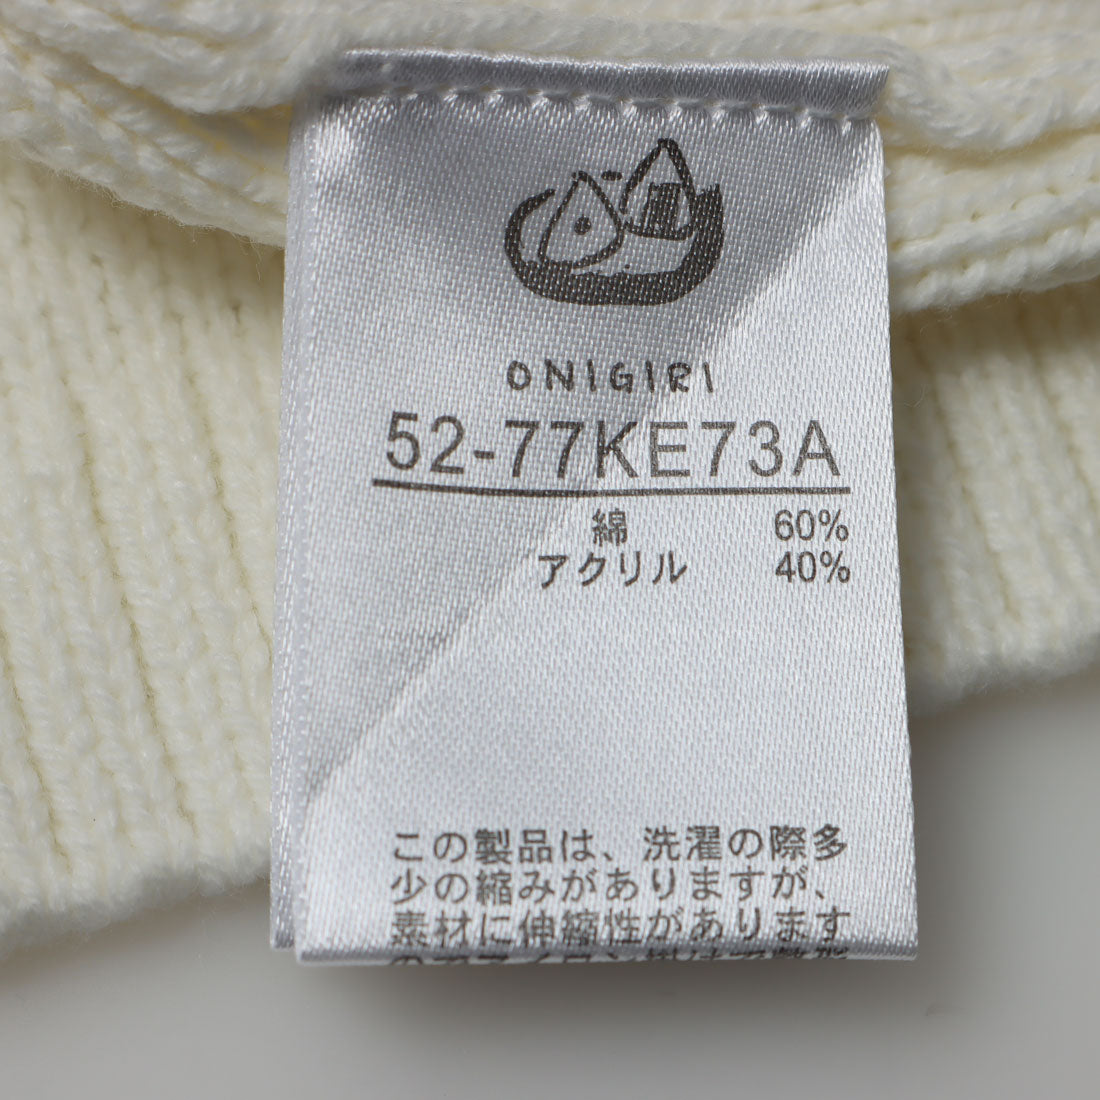 ONIGIRI
52-77KE73A
綿 60%
アクリル 40%
この製品は、洗濯の際多
少の縮みがありますが、
素材に伸縮性があります